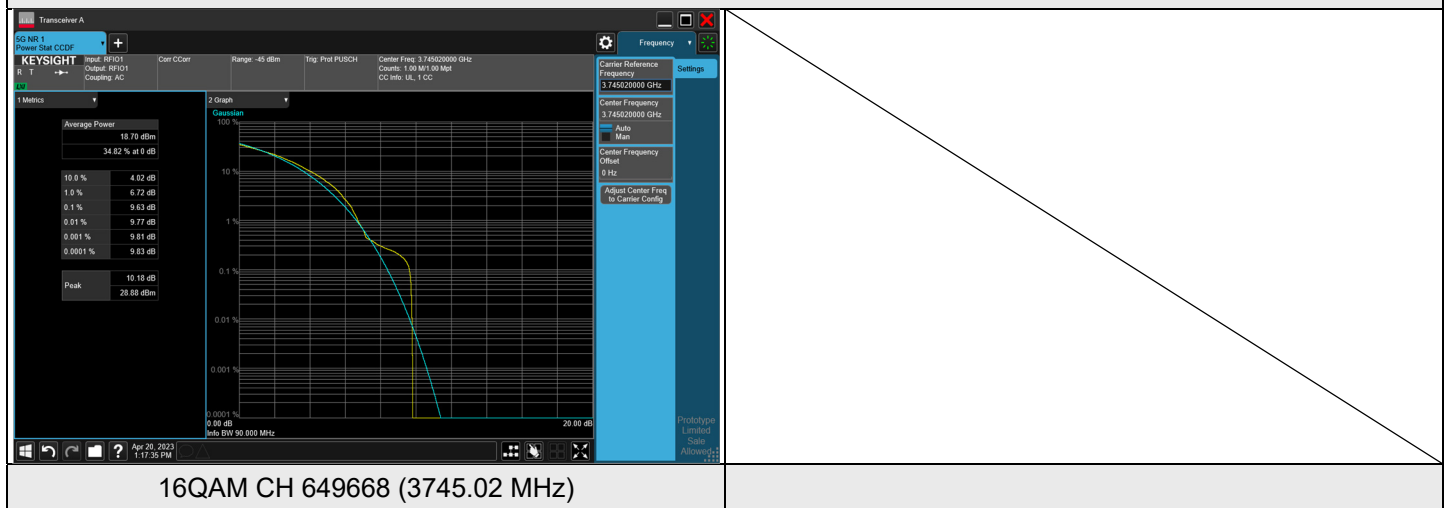 Transceiver A
5G NR 1
Power Stat CCDF
Frequency
KEYSIGHT
R T
Input: RFIO1
Output: RFIO1
Coupling: AC
Corr CCorr
Range: -45 dBm
Trig: Prot PUSCH
Center Freq: 3.745020000 GHz
Counts: 1.00 M/1.00 Mpt
CC Info: UL, 1 CC
1 Metrics
Average Power
18.70 dBm
34.82 % at 0 dB
10.0 % 4.02 dB
1.0 % 6.72 dB
0.1 % 9.63 dB
0.01 % 9.77 dB
0.001 % 9.81 dB
0.0001 % 9.83 dB
Peak 10.18 dB
28.88 dBm
2 Graph
Gaussian
100 %
10 %
1 %
0.1 %
0.01 %
0.001 %
0.0001 %
0.00 dB 20.00 dB
Info BW 90.000 MHz
Carrier Reference
Frequency
3.745020000 GHz
Settings
Center Frequency
3.745020000 GHz
Auto
Man
Center Frequency
Offset
0 Hz
Adjust Center Freq
to Carrier Config
Prototype
Limited
Sale
Allowed
Apr 20, 2023
1:17:35 PM
16QAM CH 649668 (3745.02 MHz)